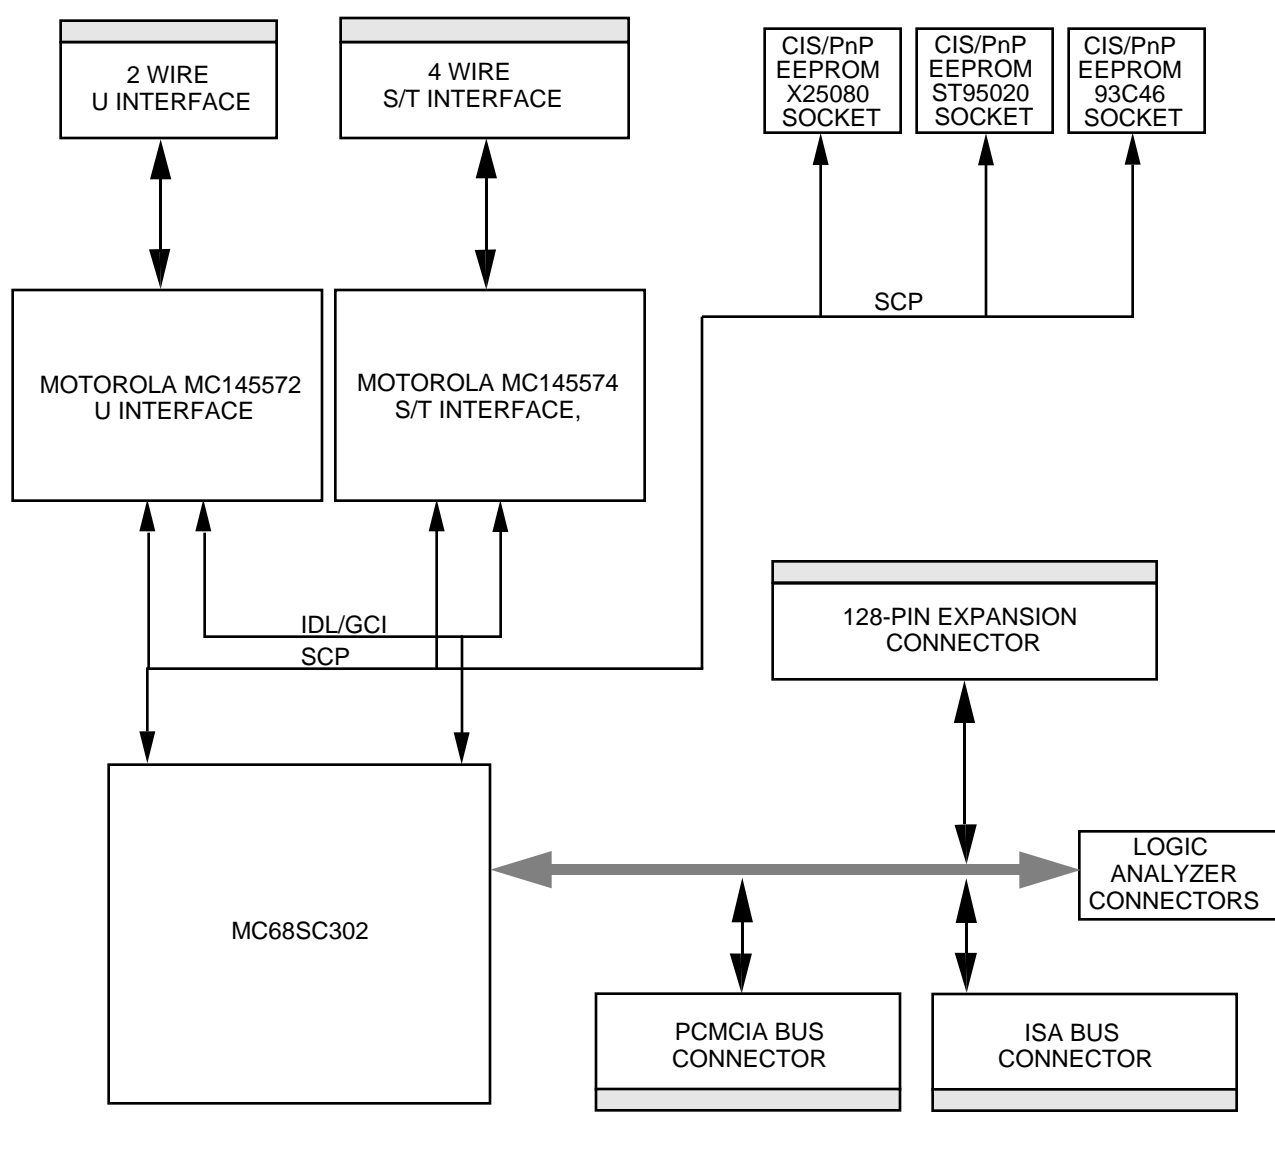 2 WIRE
U INTERFACE
4 WIRE
S/T INTERFACE
CIS/PnP
EEPROM
X25080
SOCKET
CIS/PnP
EEPROM
ST95020
SOCKET
CIS/PnP
EEPROM
93C46
SOCKET
SCP
MOTOROLA MC145572
U INTERFACE
MOTOROLA MC145574
S/T INTERFACE,
IDL/GCI
SCP
128-PIN EXPANSION
CONNECTOR
LOGIC
ANALYZER
CONNECTORS
MC68SC302
PCMCIA BUS
CONNECTOR
ISA BUS
CONNECTOR